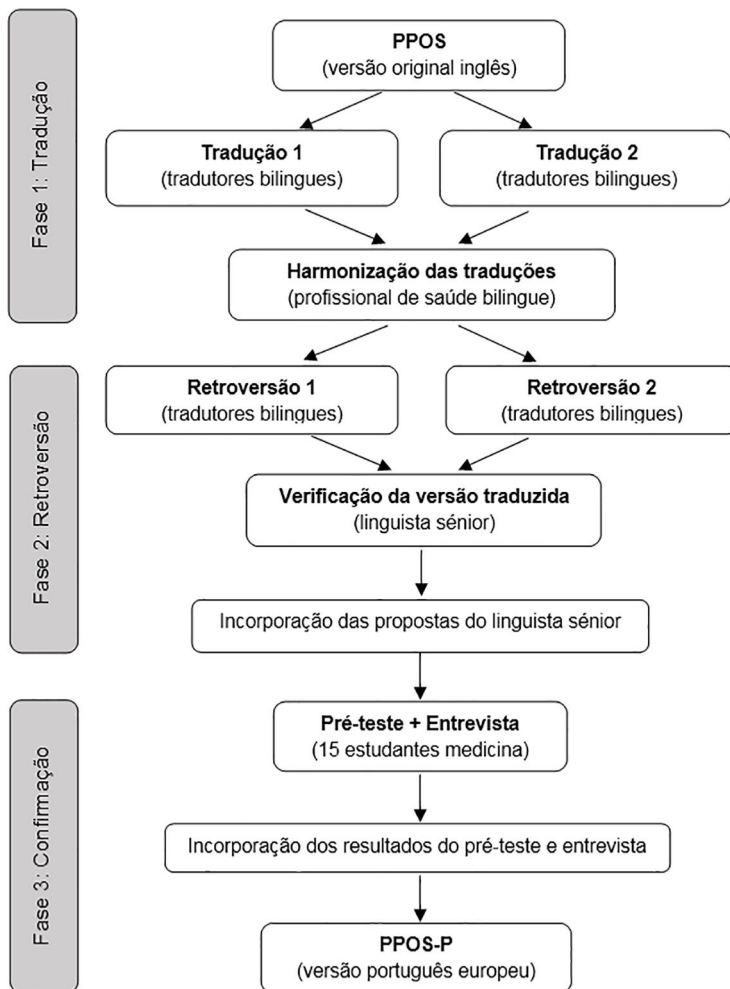 Fase 1: Tradução
PPOS
(versão original inglês)
Tradução 1
(tradutores bilingues)
Tradução 2
(tradutores bilingues)
Harmonização das traduções
(profissional de saúde bilingue)
Fase 2: Retroversão
Retroversão 1
(tradutores bilingues)
Retroversão 2
(tradutores bilingues)
Verificação da versão traduzida
(linguista sénior)
Incorporação das propostas do linguista sénior
Fase 3: Confirmação
Pré-teste + Entrevista
(15 estudantes medicina)
Incorporação dos resultados do pré-teste e entrevista
PPOS-P
(versão português europeu)